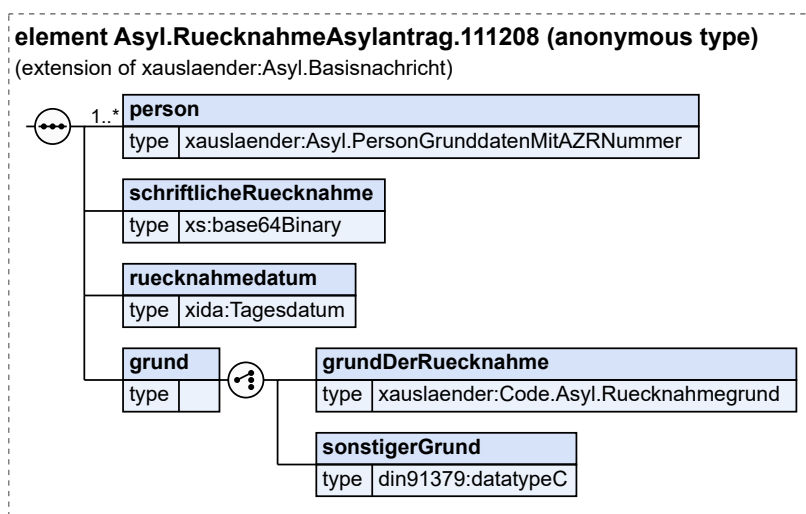 element Asyl.RuecknahmeAsylantrag.111208 (anonymous type)
(extension of xauslaender:Asyl.Basisnachricht)
1..* person
type xauslaender:Asyl.PersonGrunddatenMitAZRNummer
schriftlicheRuecknahme
type xs:base64Binary
ruecknahmedatum
type xida:Tagesdatum
grund grundDerRuecknahme
type type xauslaender:Code.Asyl.Ruecknahmegrund
sonstigerGrund
type din91379:datatypeC